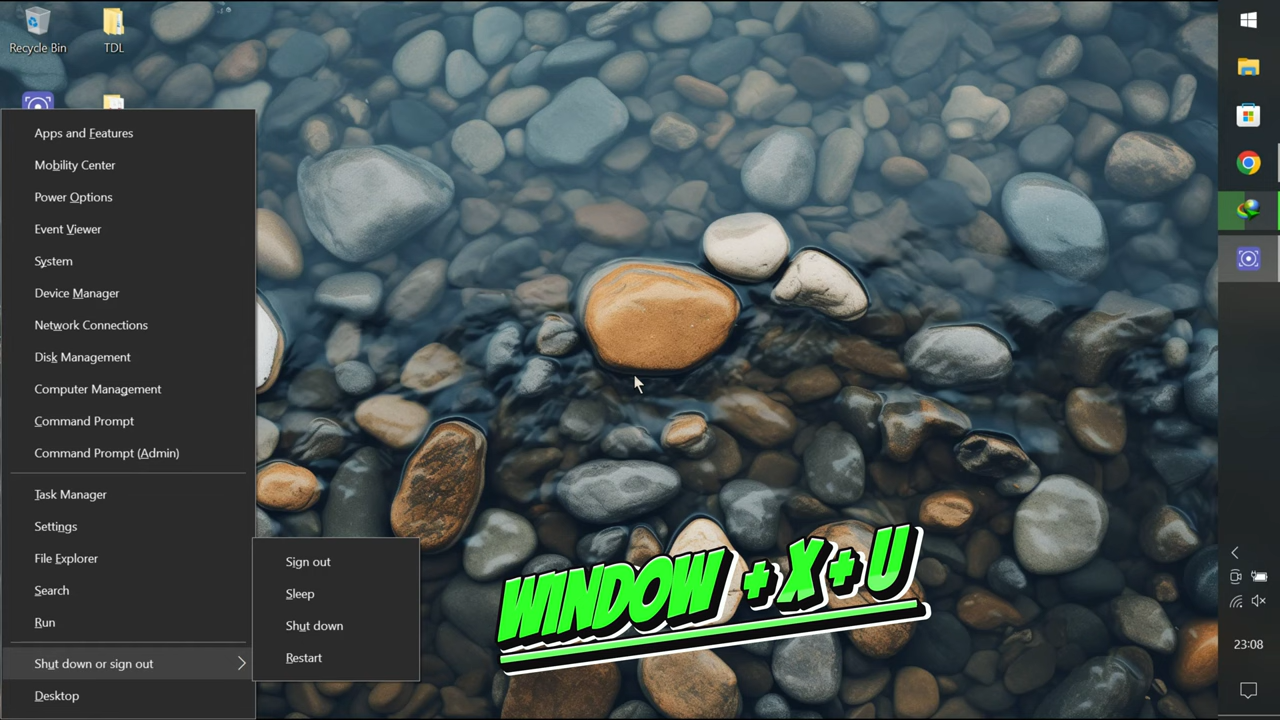 Recycle Bin
TDL
Apps and Features
Mobility Center
Power Options
Event Viewer
System
Device Manager
Network Connections
Disk Management
Computer Management
Command Prompt
Command Prompt (Admin)
Task Manager
Settings
File Explorer
Search
Run
Shut down or sign out
Desktop
Sign out
Sleep
Shut down
Restart
WINDOW + X + U
23:08